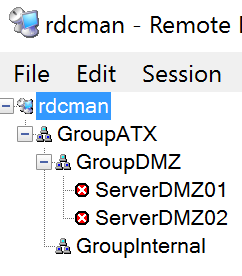 rdcman - Remote
File Edit Session
rdcman
GroupATX
GroupDMZ
ServerDMZ01
ServerDMZ02
GroupInternal